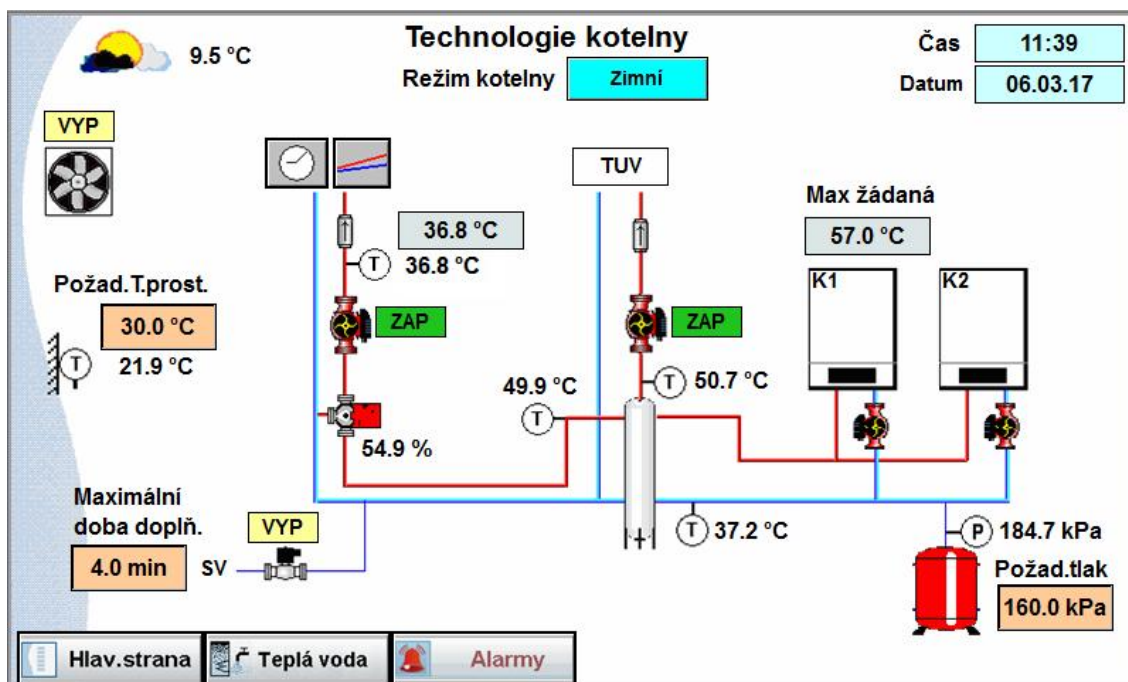 Technologie kotelny
9.5 °C
Čas
11:39
Režim kotelny
Zimní
Datum
06.03.17
VYP
TUV
Max žádaná
36.8 °C
57.0 °C
T
36.8 °C
K1
K2
Požad.T.prost.
30.0 °C
ZAP
ZAP
T
21.9 °C
49.9 °C
T
50.7 °C
T
54.9 %
Maximální
doba doplň.
VYP
T
37.2 °C
P
184.7 kPa
4.0 min
SV
Požad.tlak
160.0 kPa
Hlav.strana
Teplá voda
Alarmy